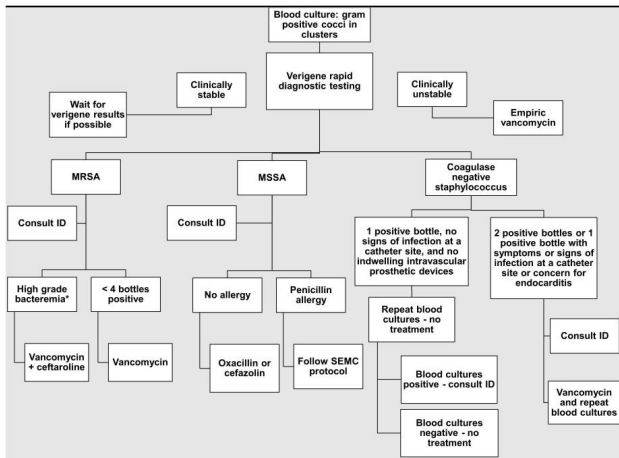 Blood culture: gram
positive cocci in
clusters
Verigene rapid
diagnostic testing
Clinically
stable
Wait for
verigene results
if possible
Clinically
unstable
Empiric
vancomycin
MRSA
MSSA
Coagulase
negative
staphylococcus
Consult ID
Consult ID
1 positive bottle, no
signs of infection at a
catheter site, and no
indwelling intravascular
prosthetic devices
2 positive bottles or 1
positive bottle with
symptoms or signs of
infection at a catheter
site or concern for
endocarditis
High grade
bacteremia*
< 4 bottles
positive
No allergy
Penicillin
allergy
Repeat blood
cultures - no
treatment
Consult ID
Vancomycin
+ ceftaroline
Vancomycin
Oxacillin or
cefazolin
Follow SEMC
protocol
Blood cultures
positive - consult ID
Vancomycin
and repeat
blood cultures
Blood cultures
negative - no
treatment